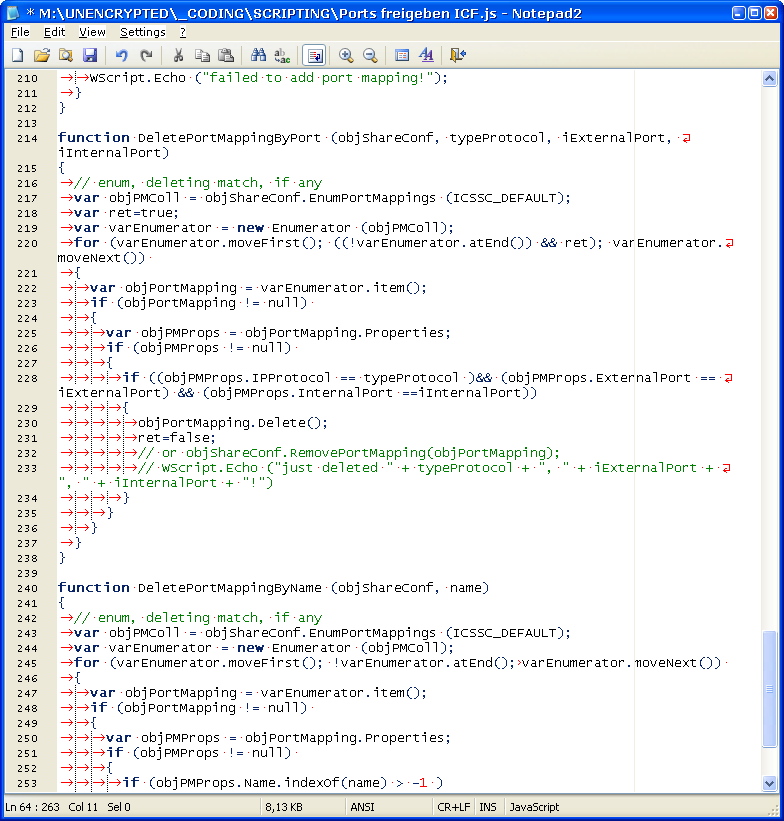 * M:\UNENCRYPTED\_CODING\SCRIPTING\Ports freigeben ICF.js - Notepad2
File Edit View Settings ?
210 WScript.Echo ("failed to add port mapping!");
211 }
212 }
213
214 function DeletePortMappingByPort (objShareConf, typeProtocol, iExternalPort,
iInternalPort)
215 {
216 // enum, deleting match, if any
217 var objPMColl = objShareConf.EnumPortMappings (ICSSC_DEFAULT);
218 var ret=true;
219 var varEnumerator = new Enumerator (objPMColl);
220 for (varEnumerator.moveFirst(); ((!varEnumerator.atEnd()) && ret); varEnumerator.
moveNext())
221 {
222 var objPortMapping = varEnumerator.item();
223 if (objPortMapping != null)
224 {
225 var objPMProps = objPortMapping.Properties;
226 if (objPMProps != null)
227 {
228 if ((objPMProps.IPProtocol == typeProtocol )&& (objPMProps.ExternalPort ==
iExternalPort) && (objPMProps.InternalPort ==iInternalPort))
229 {
230 objPortMapping.Delete();
231 ret=false;
232 // or objShareConf.RemovePortMapping(objPortMapping);
233 // WScript.Echo ("just deleted " + typeProtocol + ", " + iExternalPort +
", " + iInternalPort + "!")
234 }
235 }
236 }
237 }
238 }
239
240 function DeletePortMappingByName (objShareConf, name)
241 {
242 // enum, deleting match, if any
243 var objPMColl = objShareConf.EnumPortMappings (ICSSC_DEFAULT);
244 var varEnumerator = new Enumerator (objPMColl);
245 for (varEnumerator.moveFirst(); !varEnumerator.atEnd(); varEnumerator.moveNext())
246 {
247 var objPortMapping = varEnumerator.item();
248 if (objPortMapping != null)
249 {
250 var objPMProps = objPortMapping.Properties;
251 if (objPMProps != null)
252 {
253 if (objPMProps.Name.indexOf(name) > -1 )
Ln 64 : 263 Col 11 Sel 0 8,13 KB ANSI CR+LF INS JavaScript